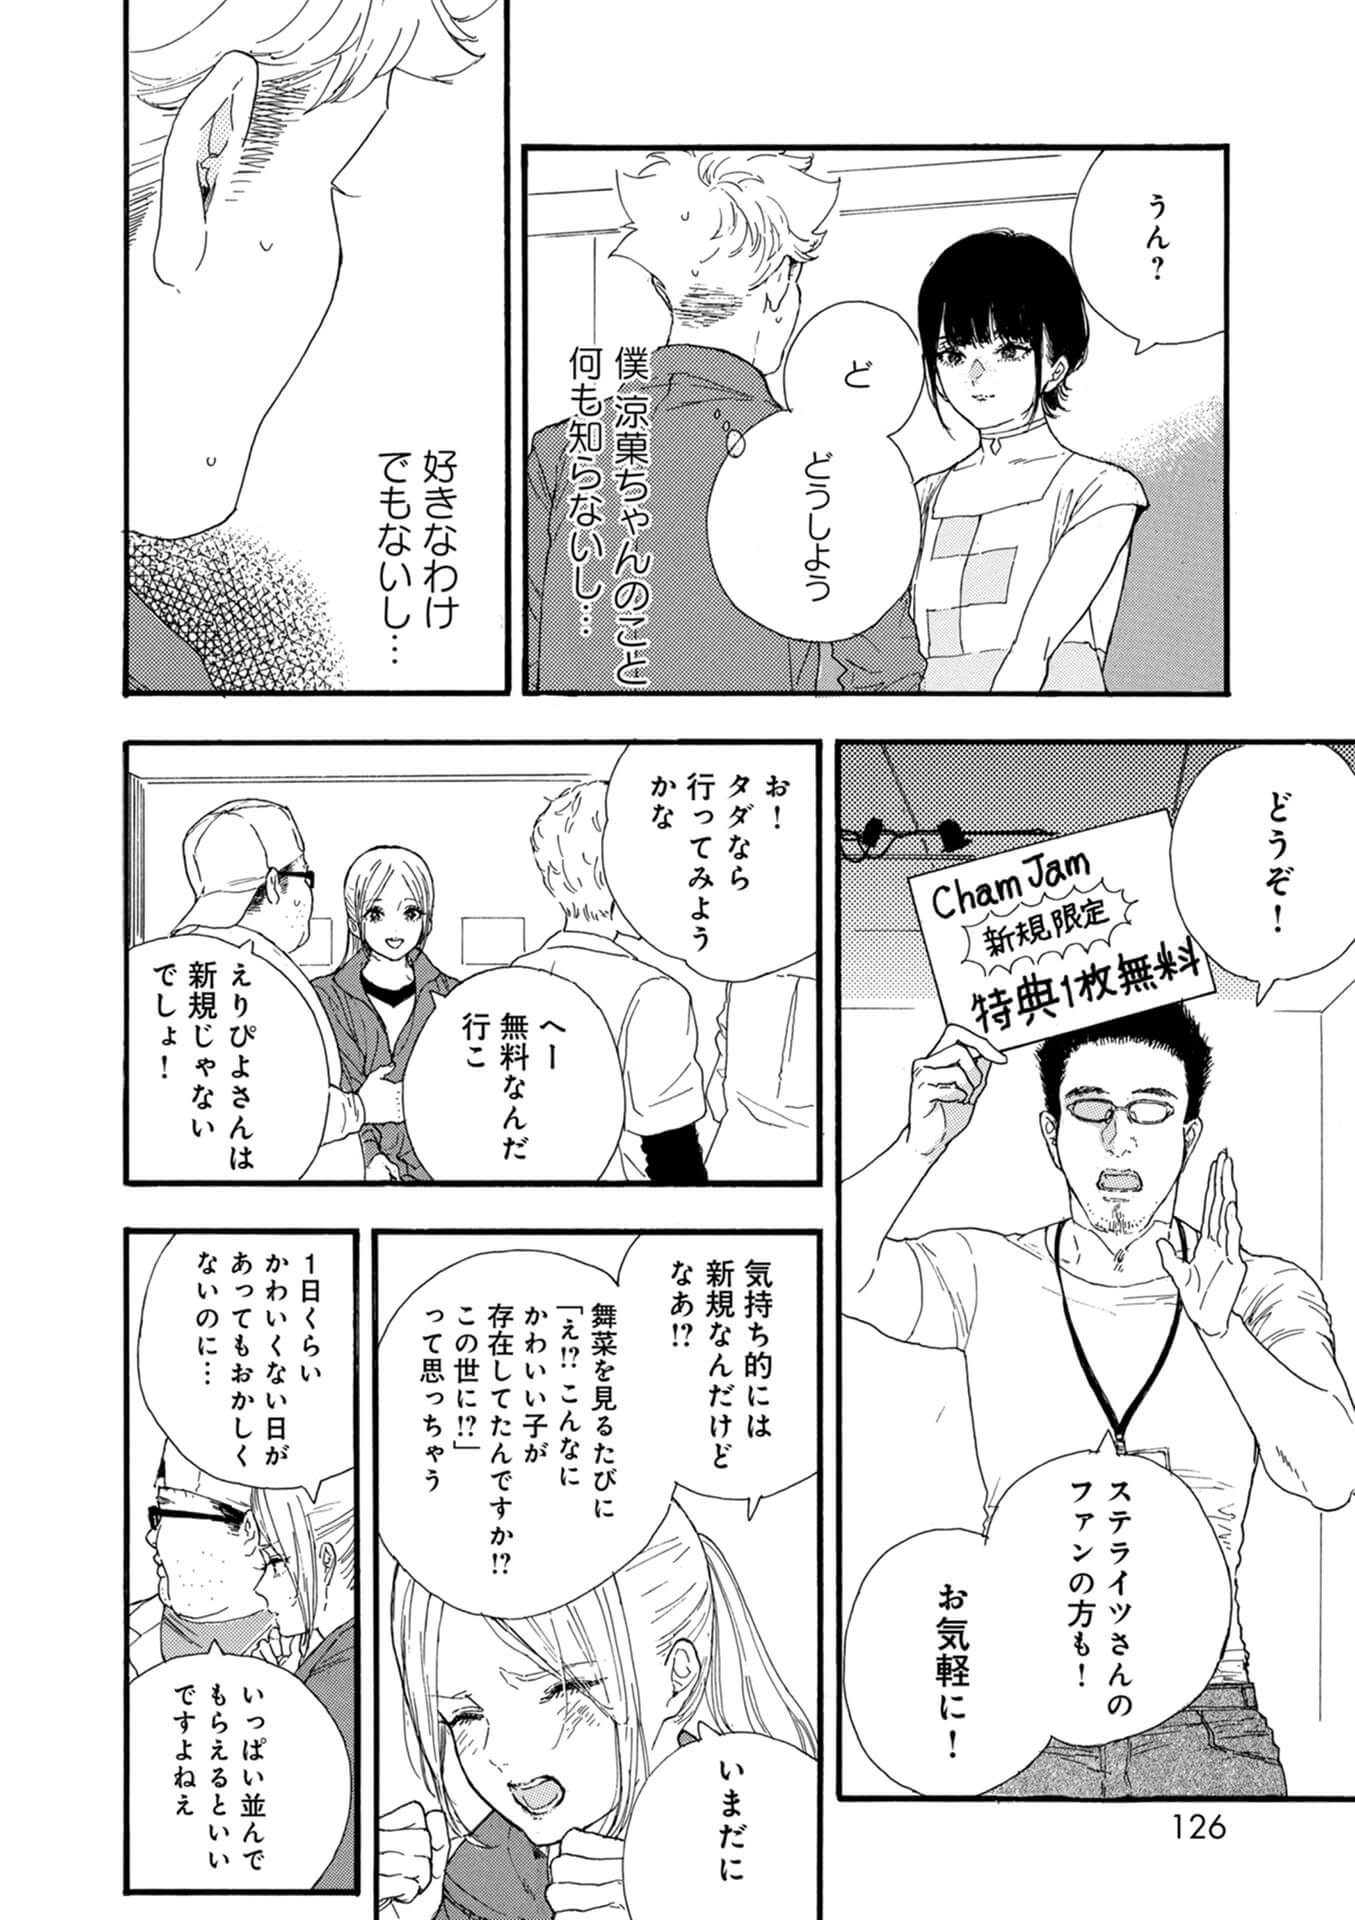 うん?
ど
どうしよう
僕 涼菓ちゃんのこと
何も知らないし…
好きなわけ
でもないし…
どうぞ!
Cham Jam
新規限定
特典1枚無料
ステライツさんの
ファンの方も!
お気軽に!
お!
タダなら
行ってみよう
かな
へー
無料なんだ
行こ
えりぴよさんは
新規じゃない
でしょ!
気持ち的には
新規なんだけど
なあ!?
舞菜を見るたびに
「え!?こんなに
かわいい子が
存在してたんですか!?
この世に!?」
って思っちゃう
いまだに
1日くらい
かわいくない日が
あってもおかしく
ないのに…
いっぱい並んで
もらえるといい
ですよねえ
126